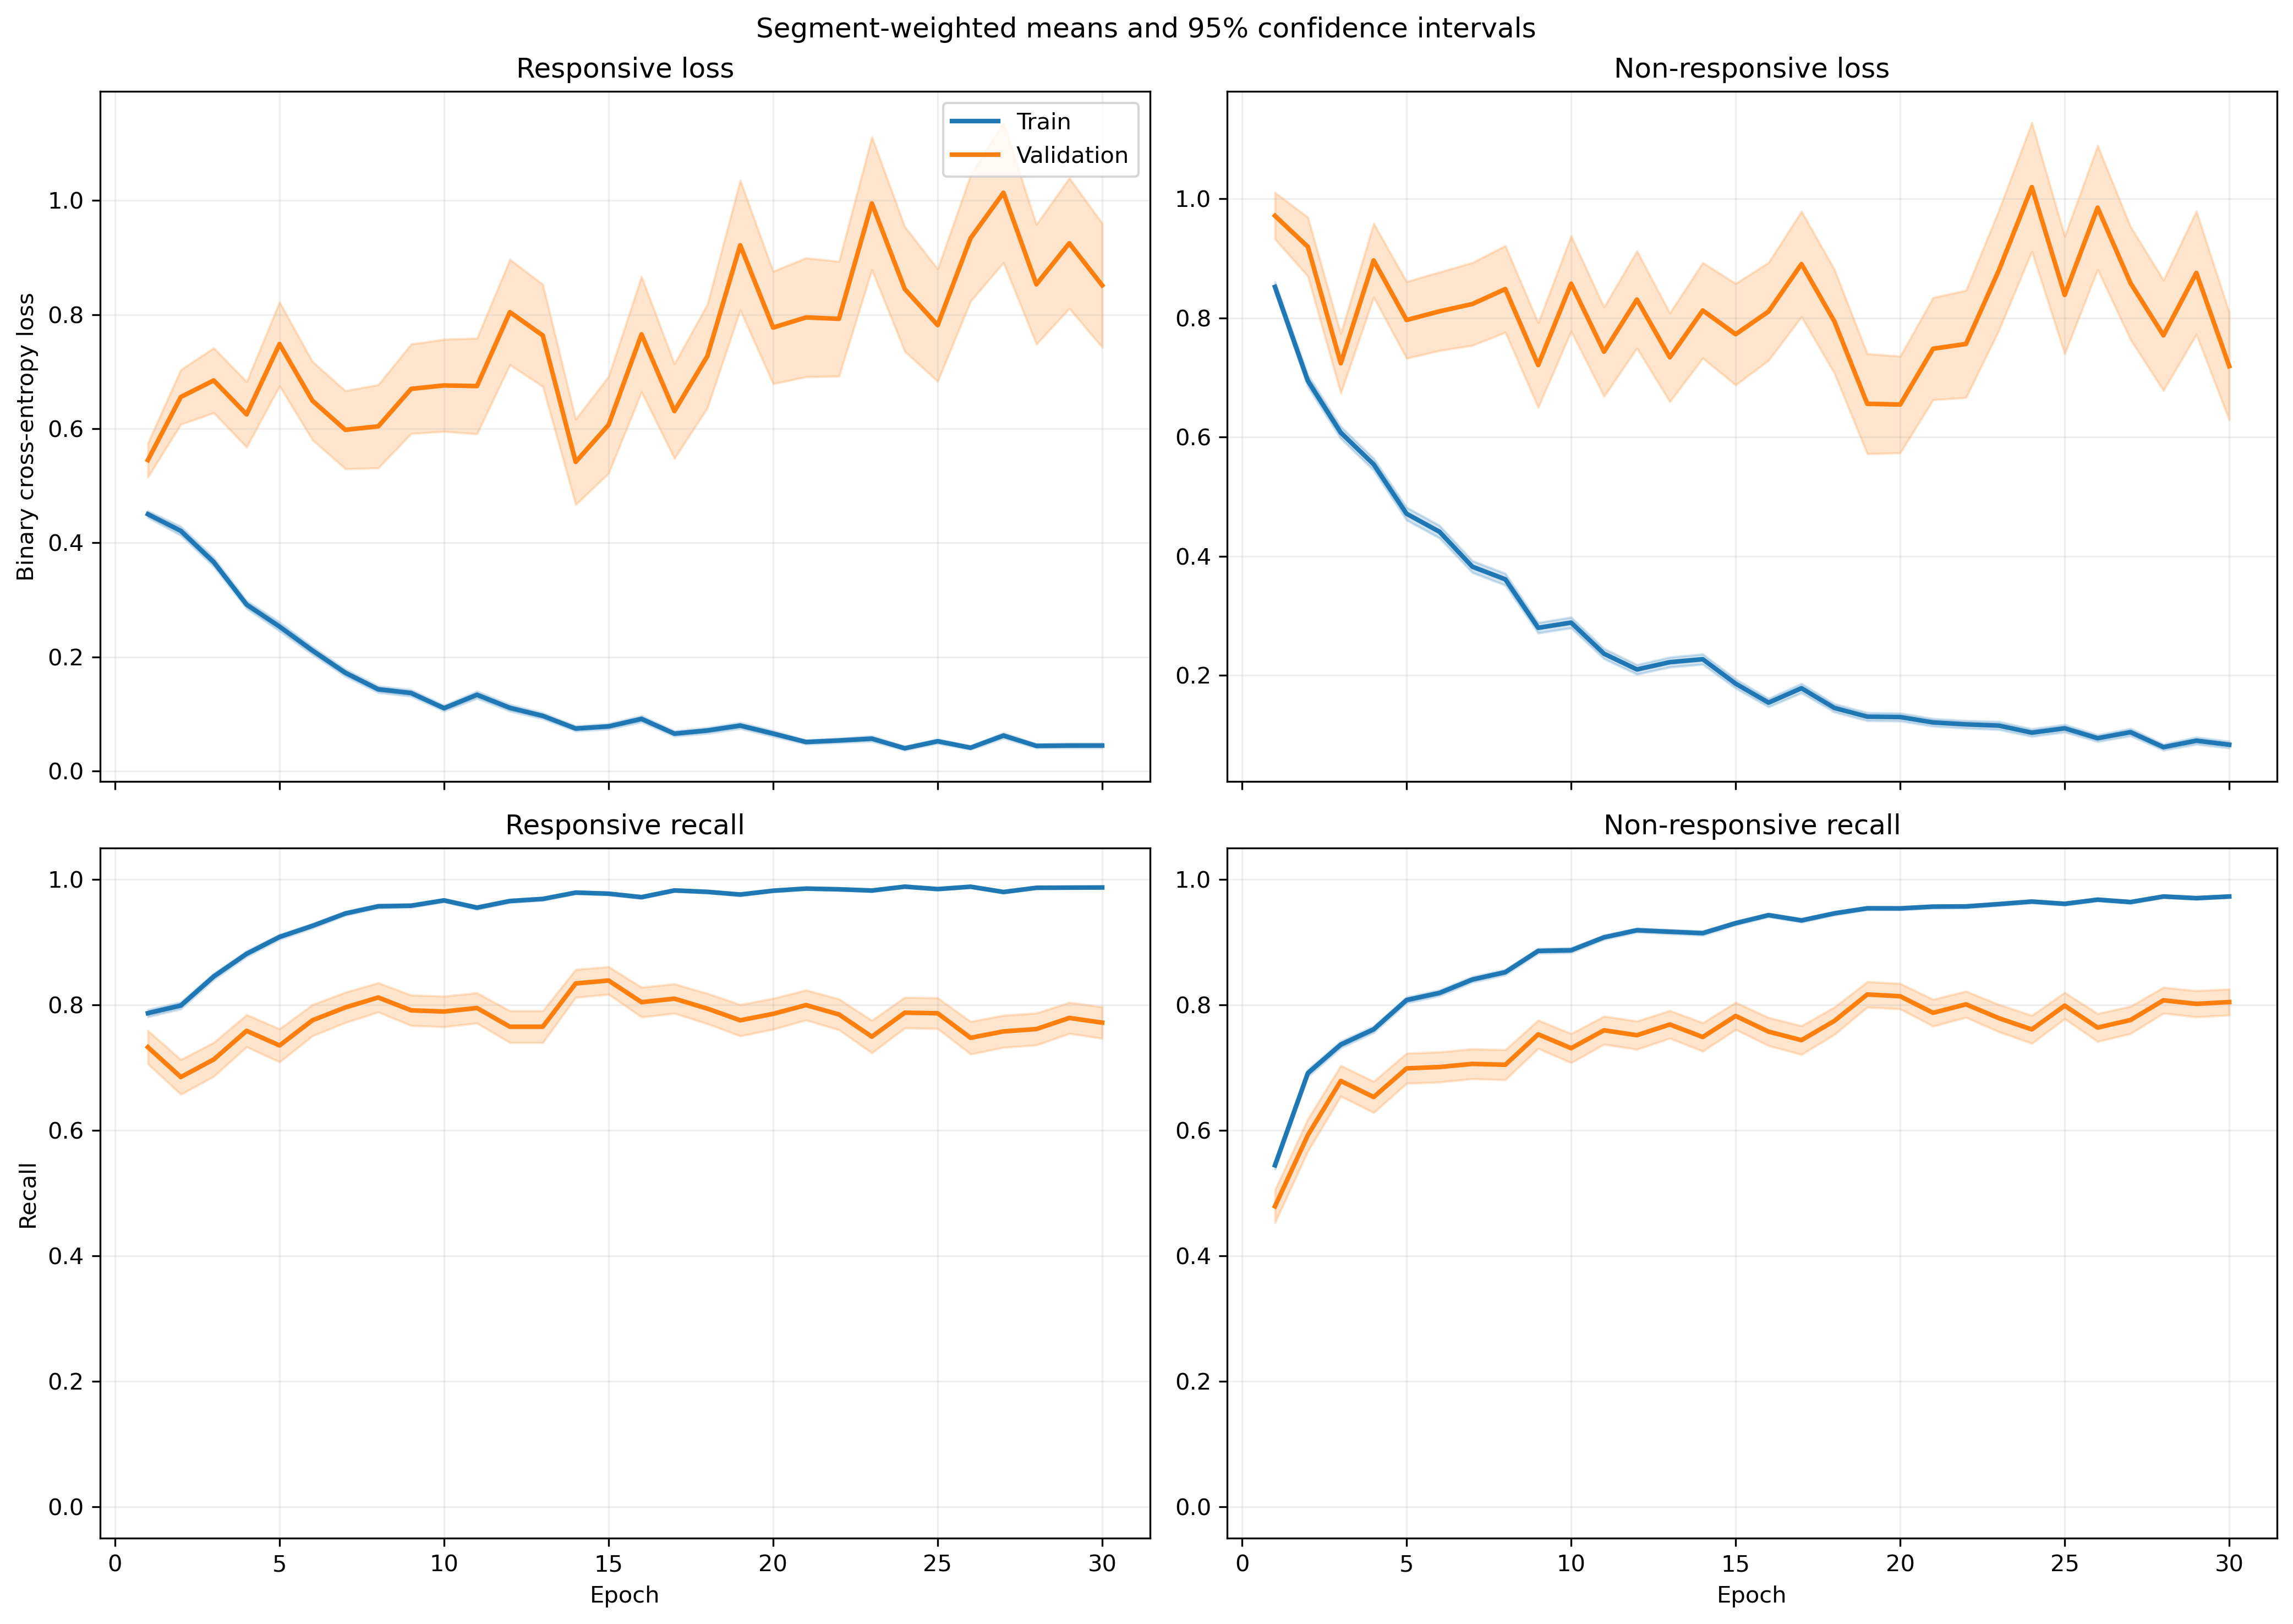 Segment-weighted means and 95% confidence intervals
Responsive loss
Binary cross-entropy loss
1.0
0.8
0.6
0.4
0.2
0.0
Train
Validation
Non-responsive loss
1.0
0.8
0.6
0.4
0.2
Responsive recall
Recall
1.0
0.8
0.6
0.4
0.2
0.0
0 5 10 15 20 25 30
Epoch
Non-responsive recall
1.0
0.8
0.6
0.4
0.2
0.0
0 5 10 15 20 25 30
Epoch